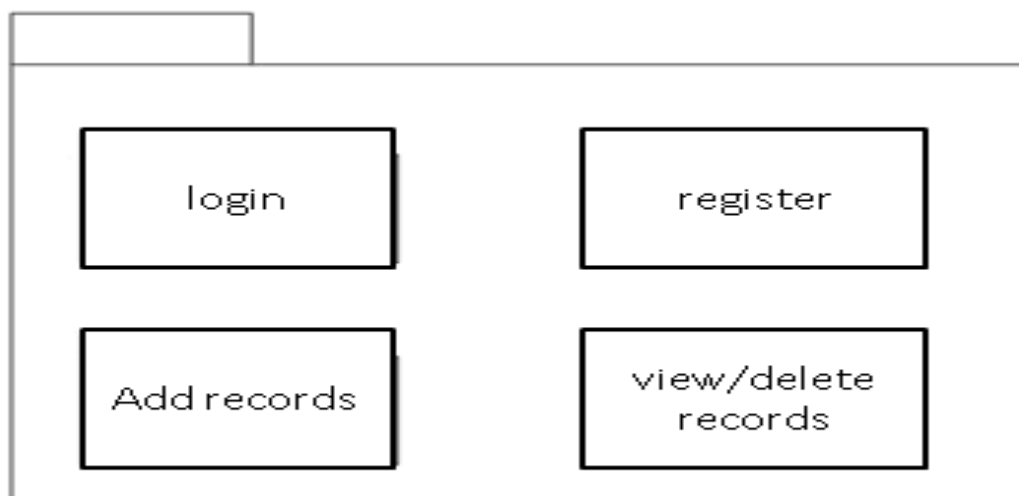 login
register
Add records
view/delete
records